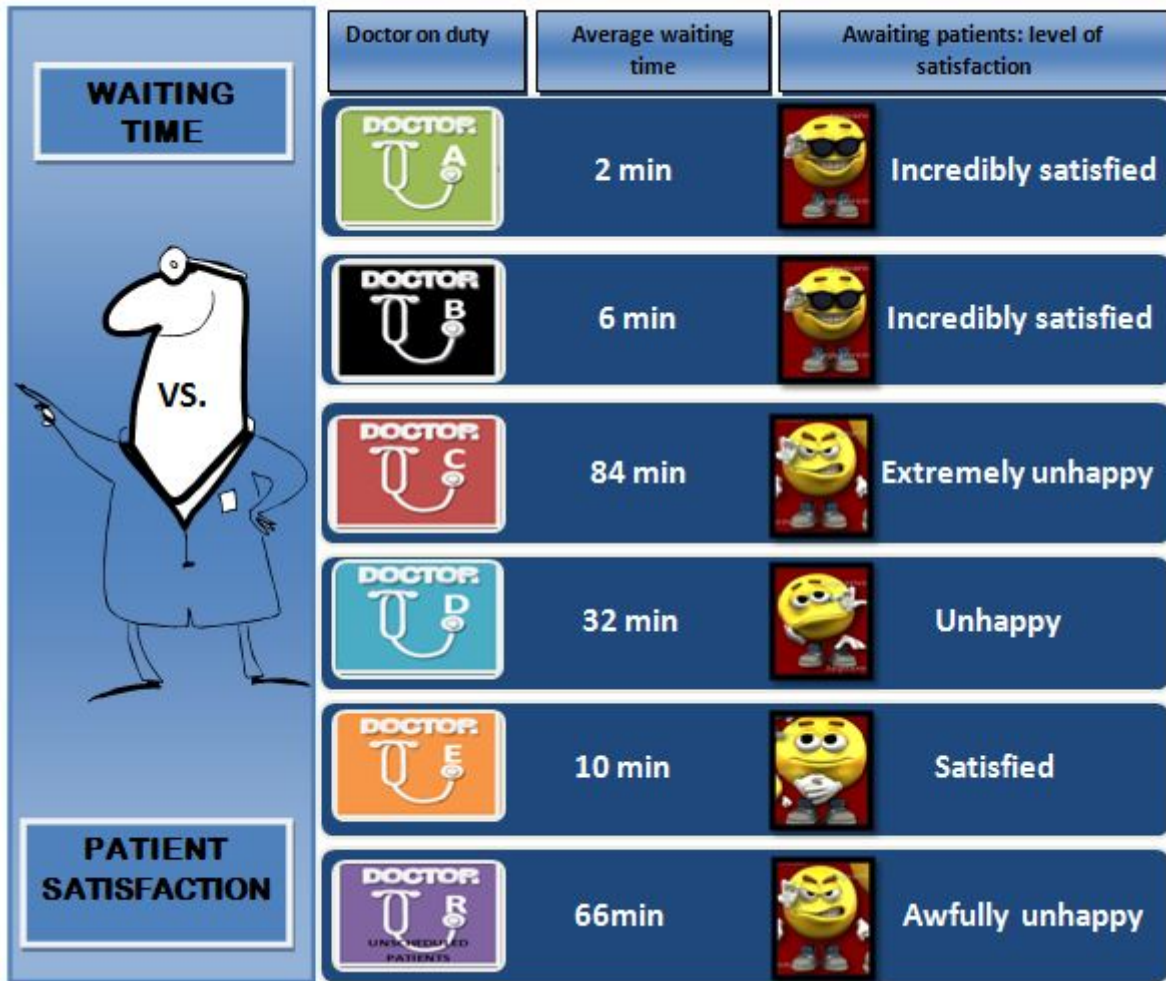 WAITING
TIME
VS.
PATIENT
SATISFACTION
Doctor on duty
Average waiting
time
Awaiting patients: level of
satisfaction
DOCTOR
A
2 min
Incredibly satisfied
DOCTOR
B
6 min
Incredibly satisfied
DOCTOR
C
84 min
Extremely unhappy
DOCTOR
D
32 min
Unhappy
DOCTOR
E
10 min
Satisfied
DOCTOR
R
UNSCHEDULED
PATIENTS
66min
Awfully unhappy